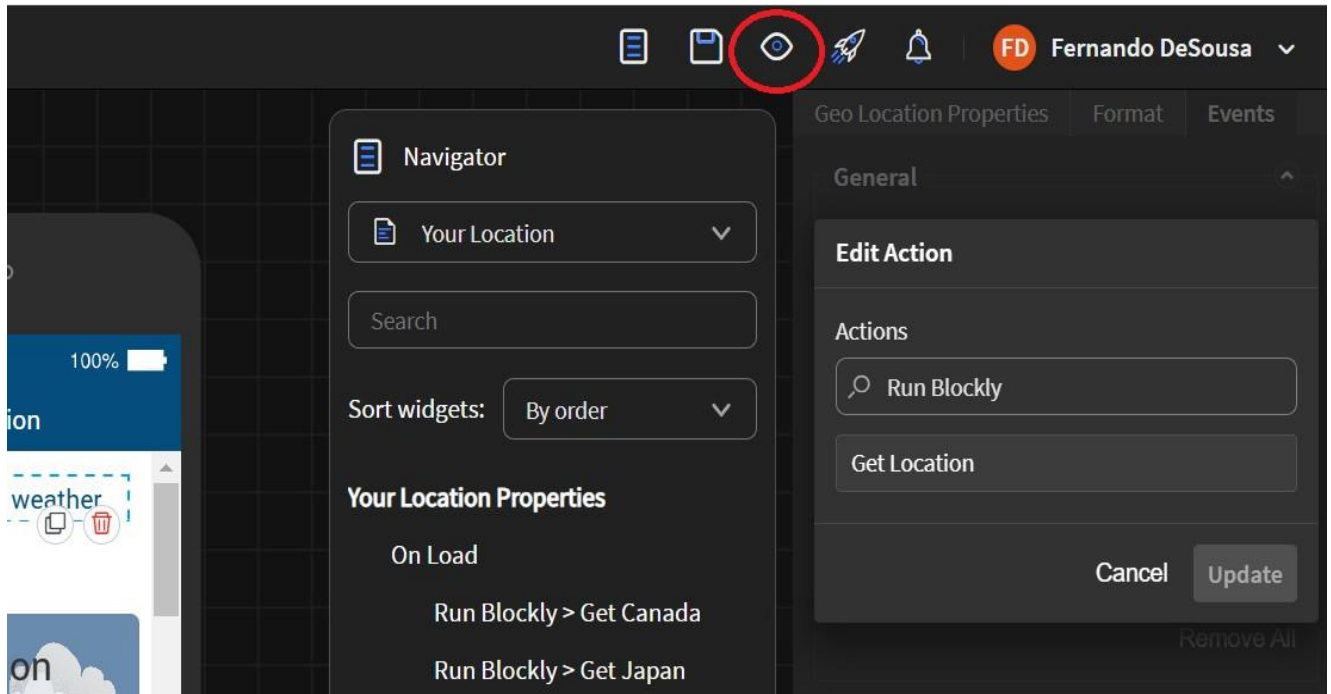 FD Fernando DeSousa
Geo Location Properties Format Events
General
Navigator
Your Location
Search
Sort widgets: By order
Your Location Properties
On Load
Run Blockly > Get Canada
Run Blockly > Get Japan
Edit Action
Actions
Run Blockly
Get Location
Cancel Update
Remove All
100%
ion
weather
on